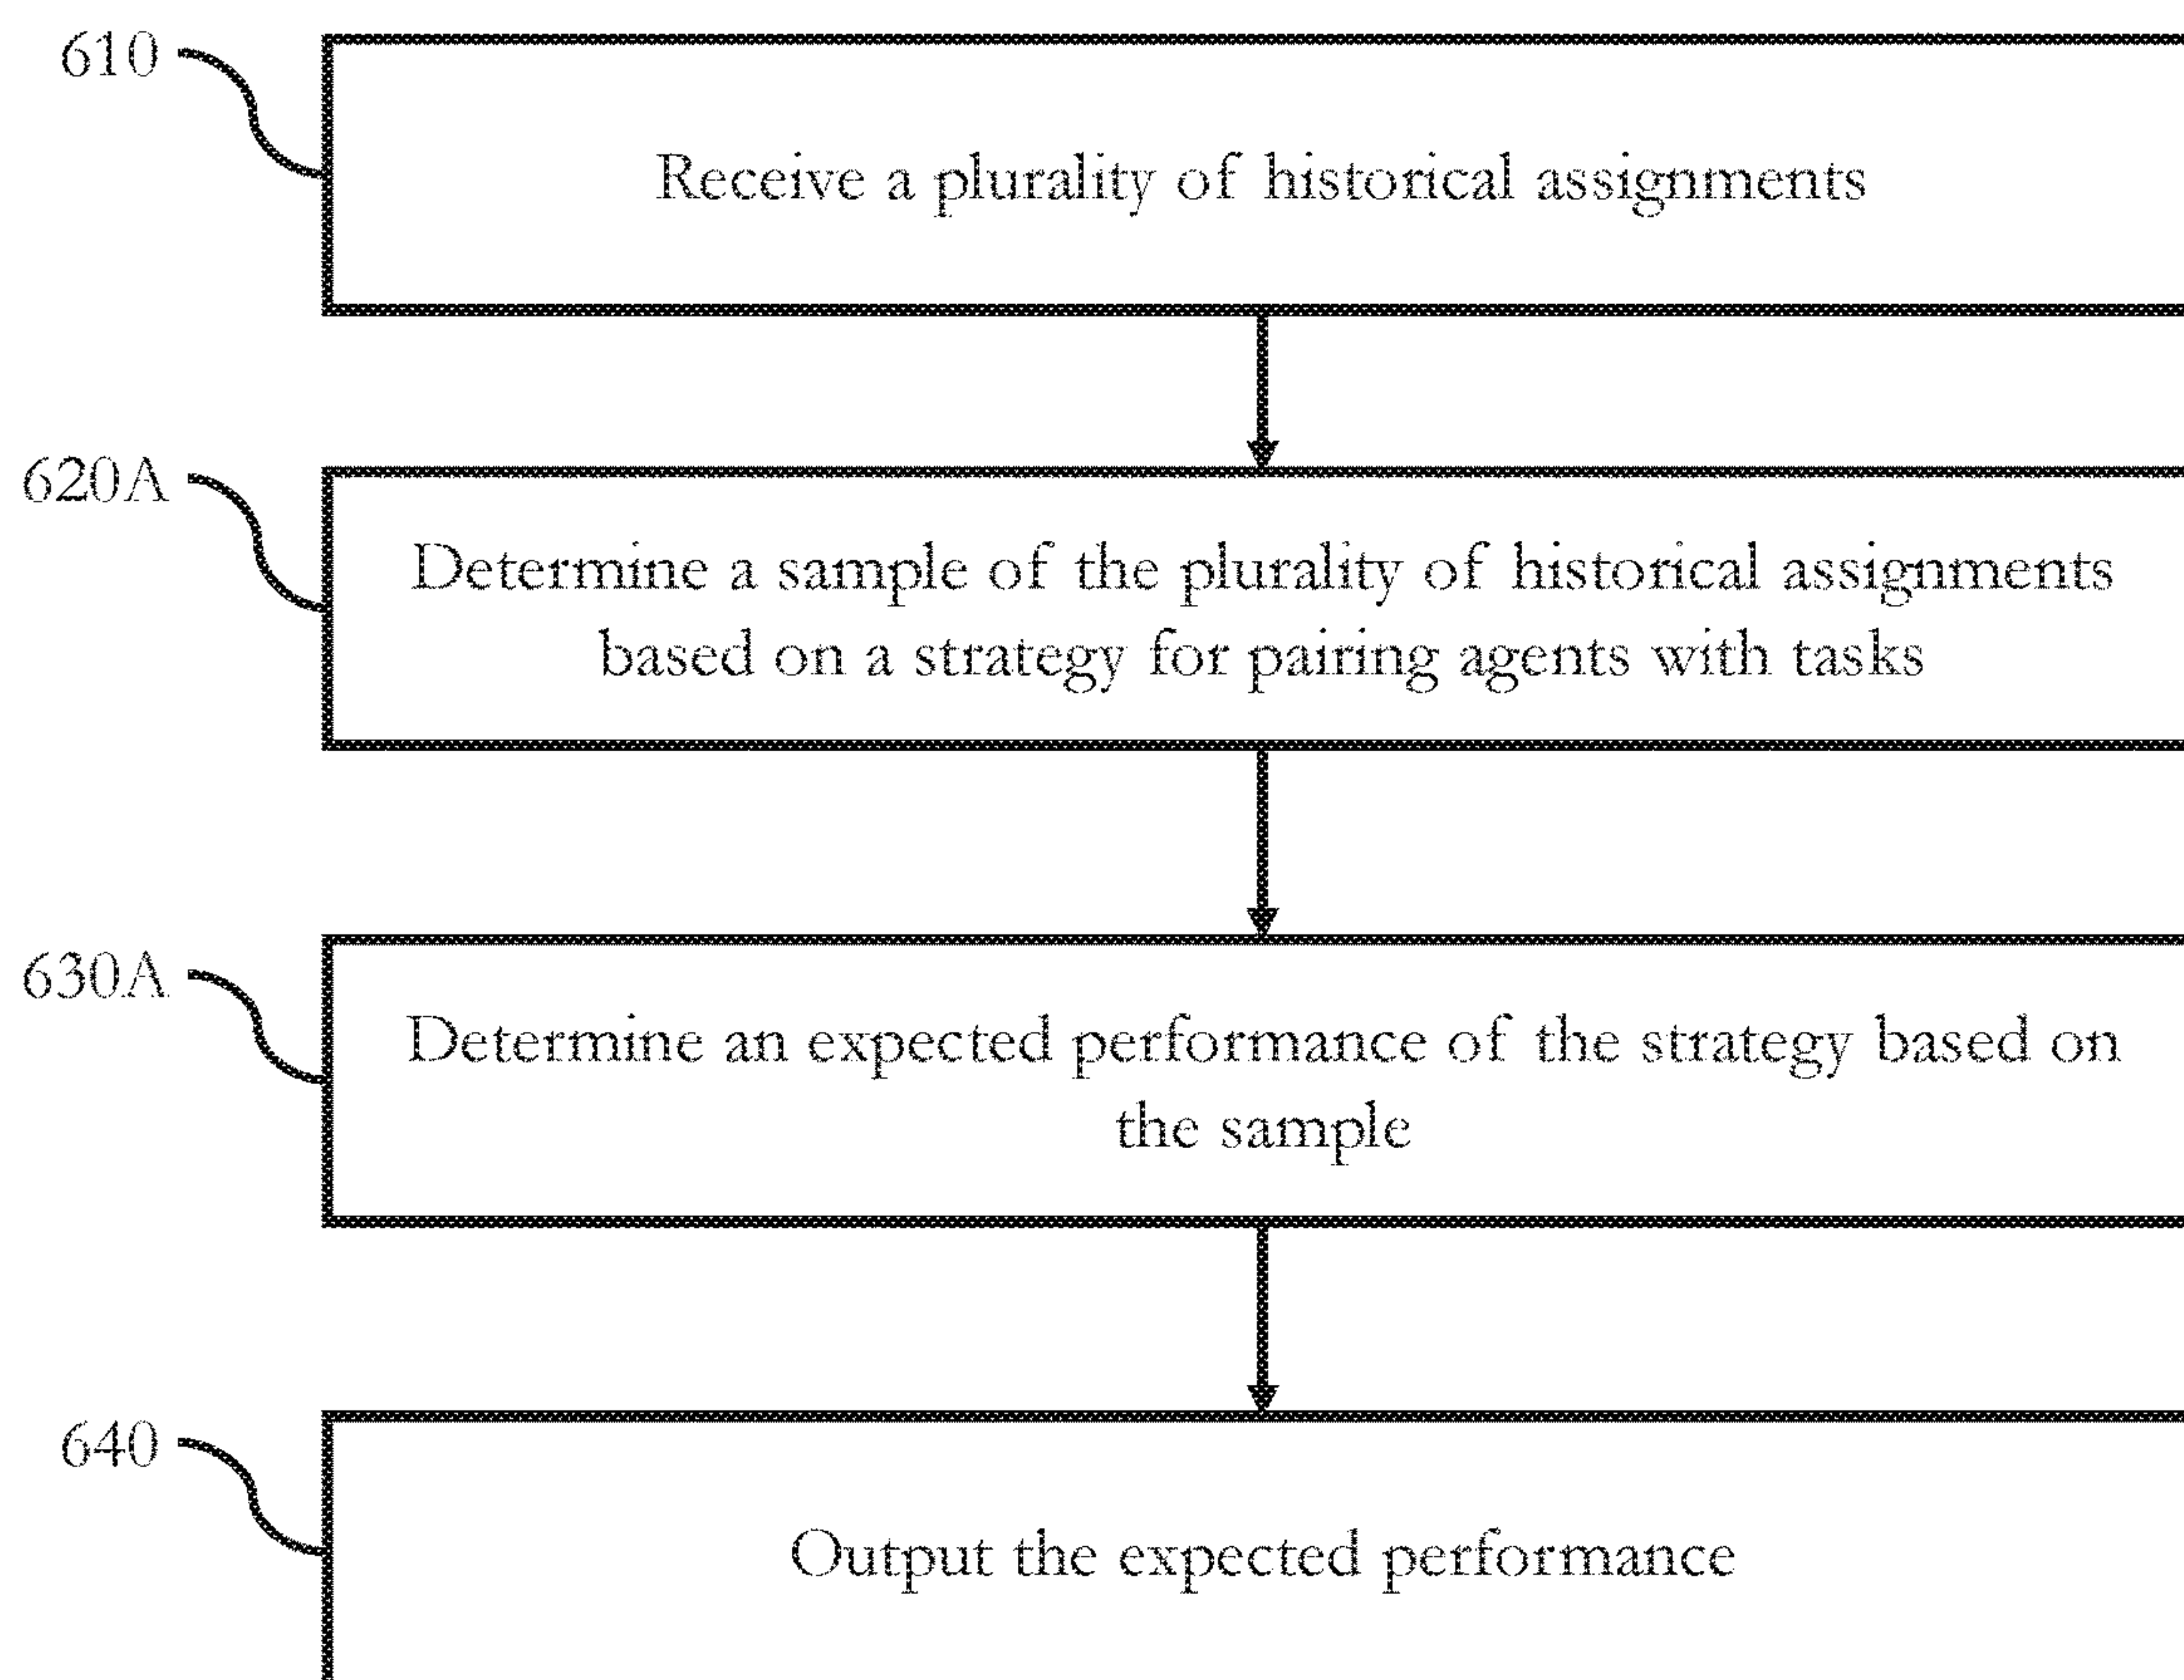 610
Receive a plurality of historical assignments
620A
Determine a sample of the plurality of historical assignments
based on a strategy for pairing agents with tasks
630A
Determine an expected performance of the strategy based on
the sample
640
Output the expected performance